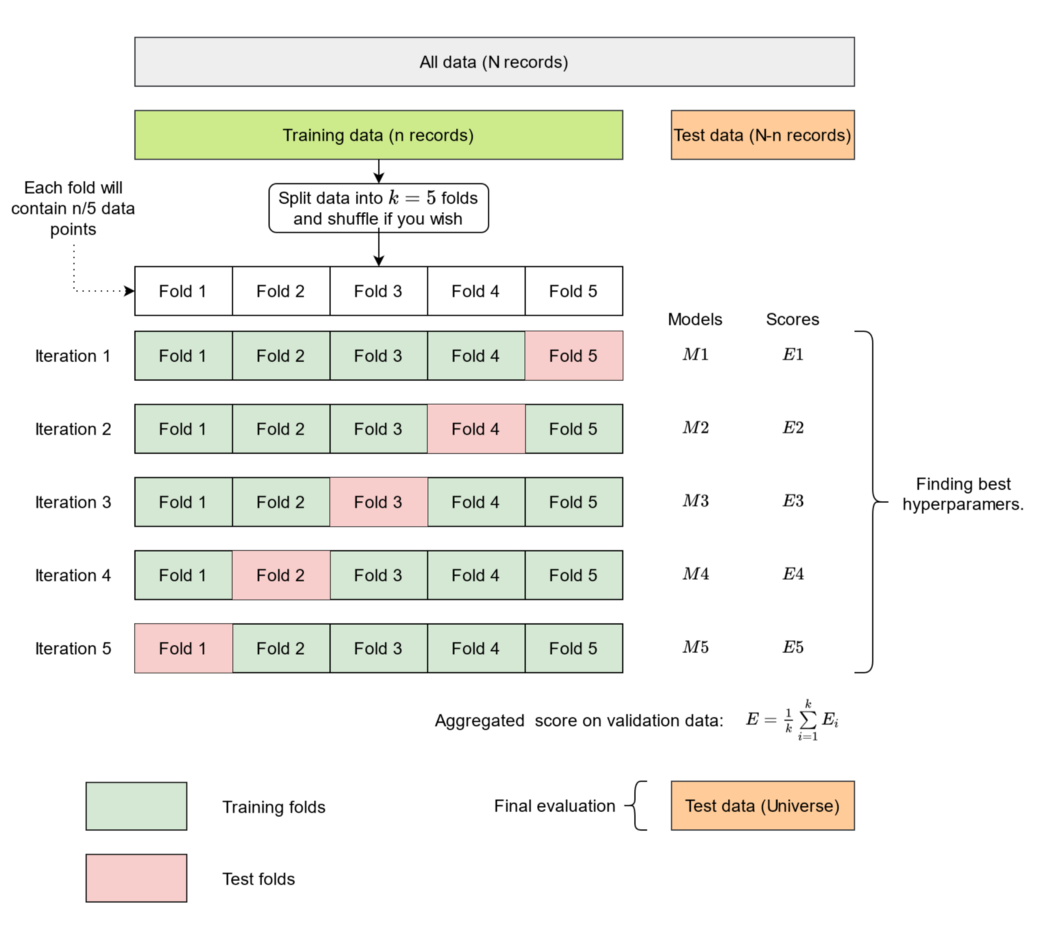 All data (N records)
Training data (n records)
Test data (N-n records)
Each fold will
contain n/5 data
points
Split data into k = 5 folds
and shuffle if you wish
Fold 1 Fold 2 Fold 3 Fold 4 Fold 5
Models Scores
Iteration 1 Fold 1 Fold 2 Fold 3 Fold 4 Fold 5 M1 E1
Iteration 2 Fold 1 Fold 2 Fold 3 Fold 4 Fold 5 M2 E2
Iteration 3 Fold 1 Fold 2 Fold 3 Fold 4 Fold 5 M3 E3
Iteration 4 Fold 1 Fold 2 Fold 3 Fold 4 Fold 5 M4 E4
Iteration 5 Fold 1 Fold 2 Fold 3 Fold 4 Fold 5 M5 E5
Finding best
hyperparamers.
Aggregated score on validation data: E = \frac{1}{k} \sum_{i=1}^{k} E_i
Training folds
Final evaluation
Test data (Universe)
Test folds